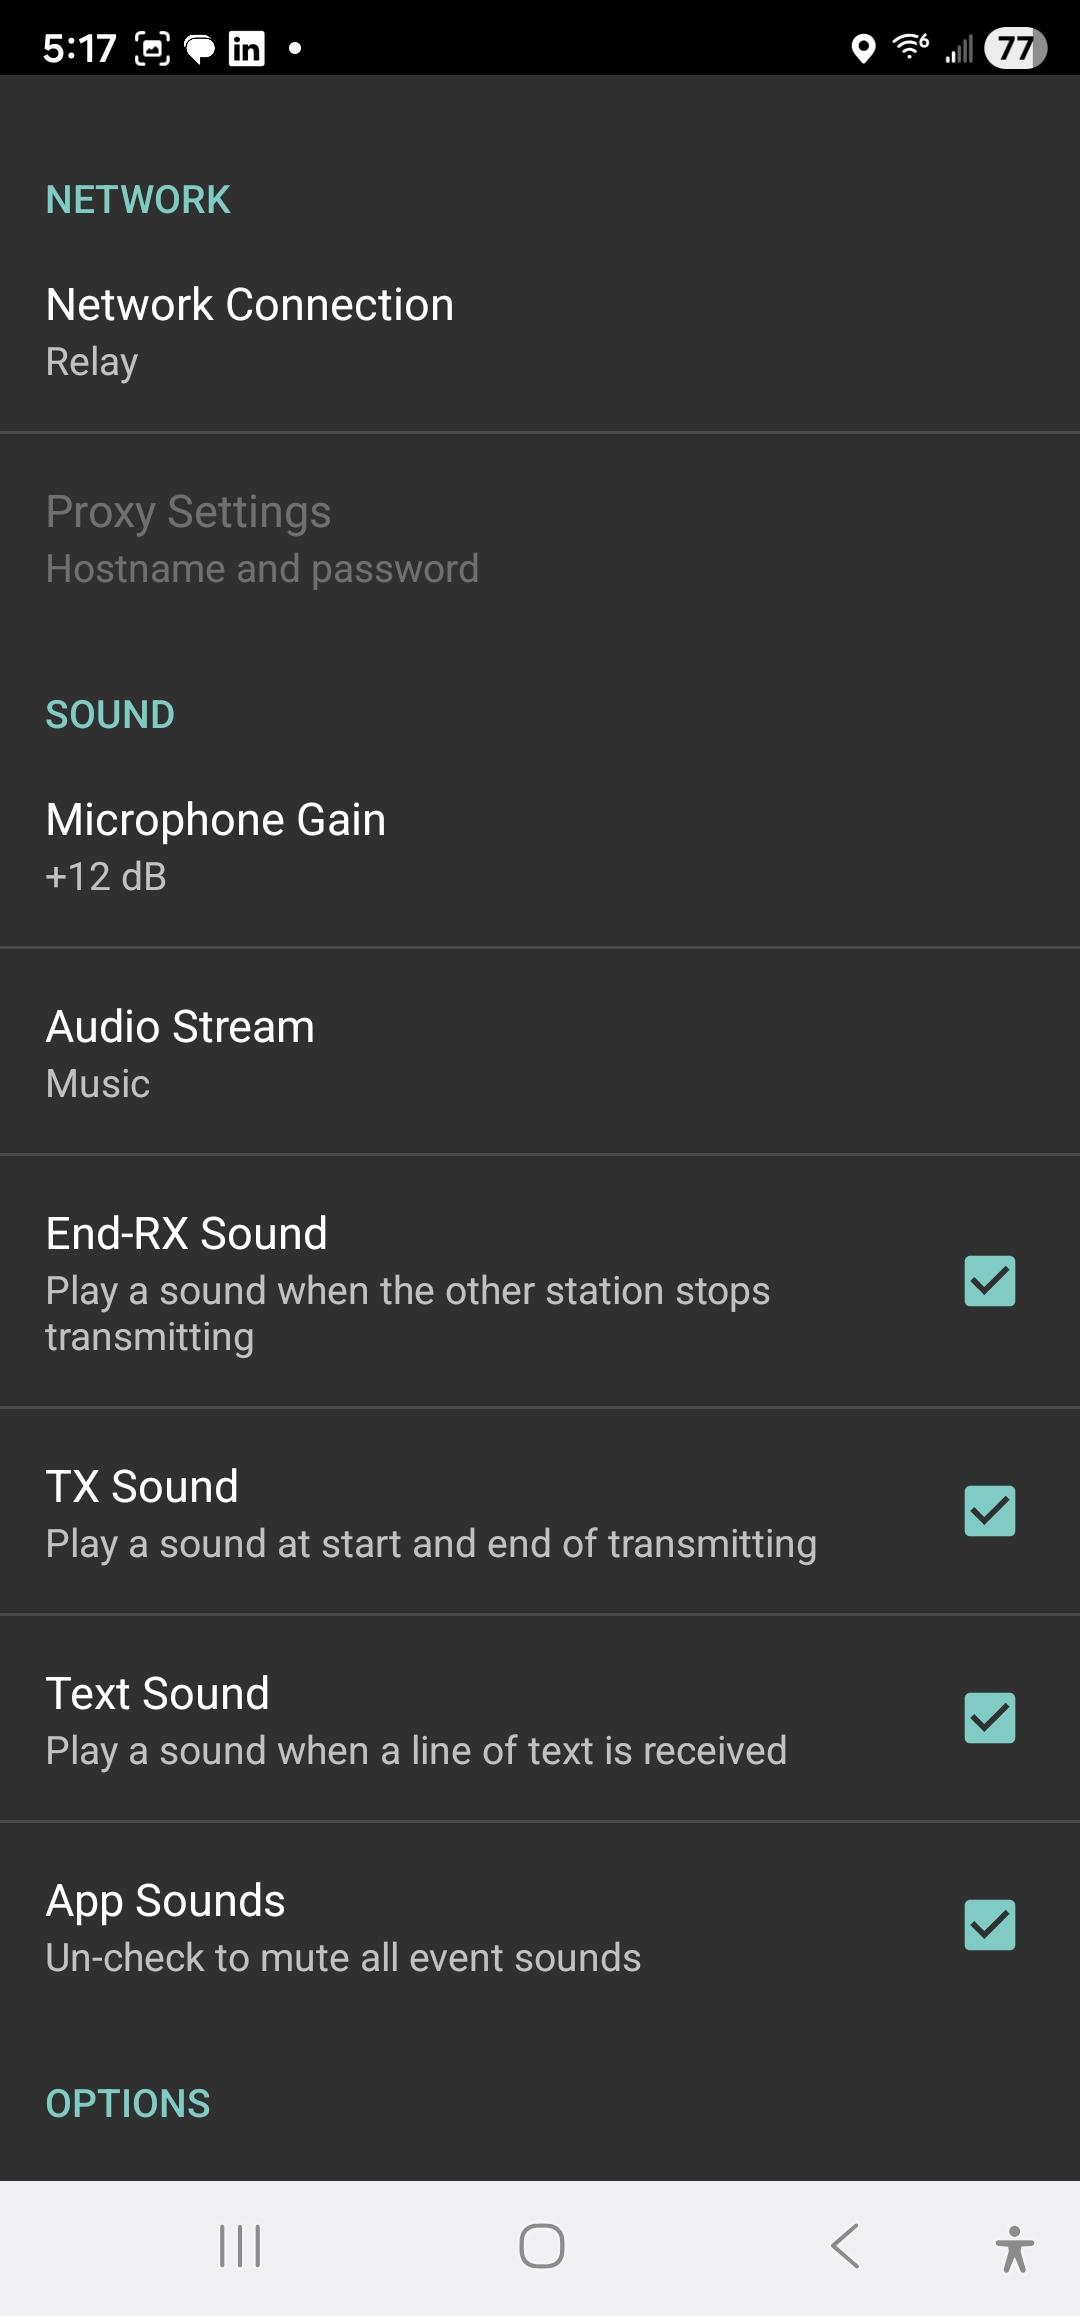 5:17
in
6
77
NETWORK
Network Connection
Relay
Proxy Settings
Hostname and password
SOUND
Microphone Gain
+12 dB
Audio Stream
Music
End-RX Sound
Play a sound when the other station stops
transmitting
TX Sound
Play a sound at start and end of transmitting
Text Sound
Play a sound when a line of text is received
App Sounds
Un-check to mute all event sounds
OPTIONS